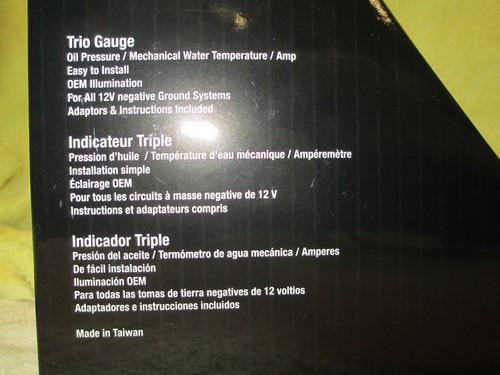 Trio Gauge
Oil Pressure / Mechanical Water Temperature / Amp
Easy to Install
OEM Illumination
For All 12V negative Ground Systems
Adaptors & Instructions Included
Indicateur Triple
Pression d'huile / Température d'eau mécanique / Ampéremètre
Installation simple
Éclairage OEM
Pour tous les circuits à masse negative de 12 V
Instructions et adaptateurs compris
Indicador Triple
Presión del aceite / Termómetro de agua mecánica / Amperes
De fácil instalación
Iluminación OEM
Para todas las tomas de tierra negatives de 12 voltios
Adaptadores e instrucciones incluidos
Made in Taiwan